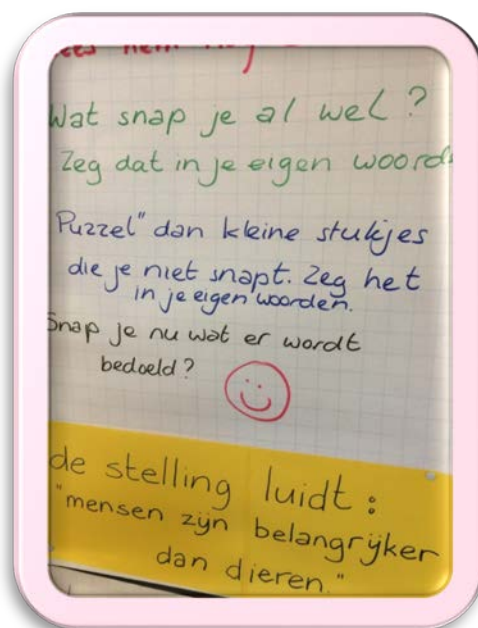 Wat snap je al wel?
Zeg dat in je eigen
Puzzel" dan kleine stukjes
die je niet snapt. Zeg het
in je eigen woorden.
Snap je nu wat er wordt
bedoeld?
de stelling luidt:
"mensen zijn belangrijker
dan dieren."